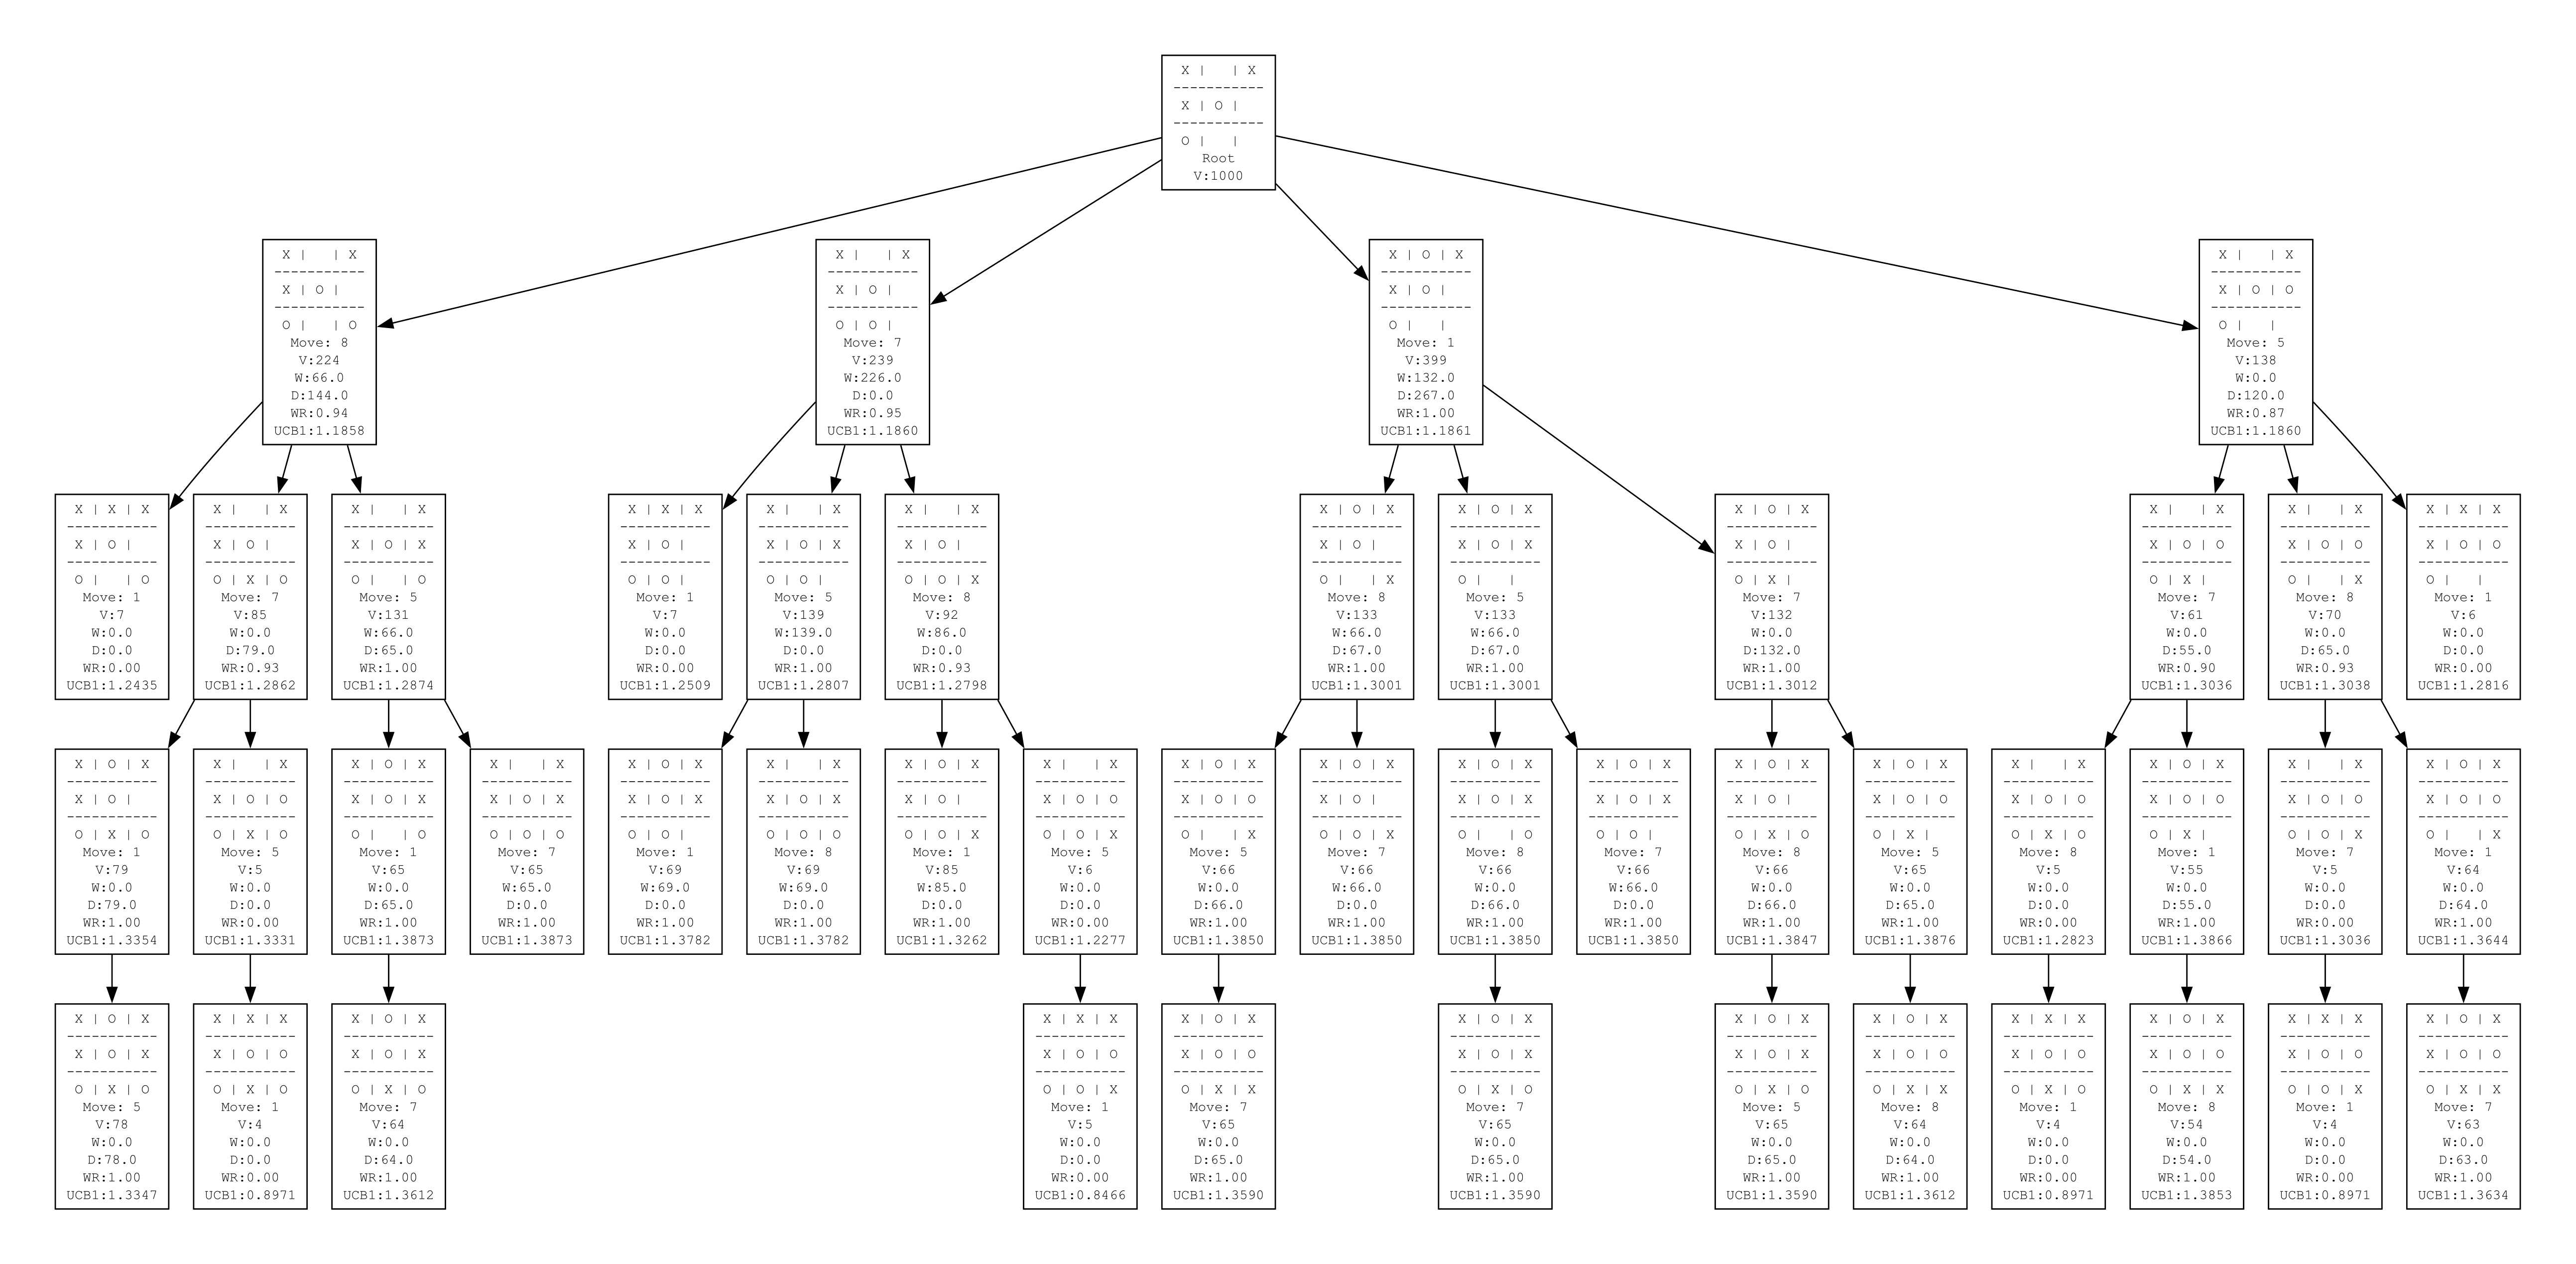 X |   | X
-----------
X | O |
-----------
O |   |
Root
V:1000
X |   | X
-----------
X | O |
-----------
O |   | O
Move: 8
V:224
W:66.0
D:144.0
WR:0.94
UCB1:1.1858
X |   | X
-----------
X | O |
-----------
O | O |
Move: 7
V:239
W:226.0
D:0.0
WR:0.95
UCB1:1.1860
X | O | X
-----------
X | O |
-----------
O |   |
Move: 1
V:399
W:132.0
D:267.0
WR:1.00
UCB1:1.1861
X |   | X
-----------
X | O | O
-----------
O |   |
Move: 5
V:138
W:0.0
D:120.0
WR:0.87
UCB1:1.1860
X | X | X
-----------
X | O |
-----------
O |   | O
Move: 1
V:7
W:0.0
D:0.0
WR:0.00
UCB1:1.2435
X |   | X
-----------
X | O |
-----------
O | X | O
Move: 7
V:85
W:0.0
D:79.0
WR:0.93
UCB1:1.2862
X |   | X
-----------
X | O | X
-----------
O |   | O
Move: 5
V:131
W:66.0
D:65.0
WR:1.00
UCB1:1.2874
X | X | X
-----------
X | O |
-----------
O | O |
Move: 1
V:7
W:0.0
D:0.0
WR:0.00
UCB1:1.2509
X |   | X
-----------
X | O | X
-----------
O | O |
Move: 5
V:139
W:139.0
D:0.0
WR:1.00
UCB1:1.2807
X |   | X
-----------
X | O |
-----------
O | O | X
Move: 8
V:92
W:86.0
D:0.0
WR:0.93
UCB1:1.2798
X | O | X
-----------
X | O |
-----------
O |   | X
Move: 8
V:133
W:66.0
D:67.0
WR:1.00
UCB1:1.3001
X | O | X
-----------
X | O | X
-----------
O |   |
Move: 5
V:133
W:66.0
D:67.0
WR:1.00
UCB1:1.3001
X | O | X
-----------
X | O |
-----------
O | X |
Move: 7
V:132
W:0.0
D:132.0
WR:1.00
UCB1:1.3012
X |   | X
-----------
X | O | O
-----------
O | X |
Move: 7
V:61
W:0.0
D:55.0
WR:0.90
UCB1:1.3036
X |   | X
-----------
X | O | O
-----------
O |   | X
Move: 8
V:70
W:0.0
D:65.0
WR:0.93
UCB1:1.3038
X | X | X
-----------
X | O | O
-----------
O |   |
Move: 1
V:6
W:0.0
D:0.0
WR:0.00
UCB1:1.2816
X | O | X
-----------
X | O |
-----------
O | X | O
Move: 1
V:79
W:0.0
D:79.0
WR:1.00
UCB1:1.3354
X |   | X
-----------
X | O | O
-----------
O | X | O
Move: 5
V:5
W:0.0
D:0.0
WR:0.00
UCB1:1.3331
X | O | X
-----------
X | O | X
-----------
O |   | O
Move: 1
V:65
W:0.0
D:65.0
WR:1.00
UCB1:1.3873
X |   | X
-----------
X | O | X
-----------
O | O | O
Move: 7
V:65
W:65.0
D:0.0
WR:1.00
UCB1:1.3873
X | O | X
-----------
X | O | X
-----------
O | O |
Move: 1
V:69
W:69.0
D:0.0
WR:1.00
UCB1:1.3782
X |   | X
-----------
X | O | X
-----------
O | O | O
Move: 8
V:69
W:69.0
D:0.0
WR:1.00
UCB1:1.3782
X | O | X
-----------
X | O |
-----------
O | O | X
Move: 1
V:85
W:85.0
D:0.0
WR:1.00
UCB1:1.3262
X |   | X
-----------
X | O | O
-----------
O | O | X
Move: 5
V:6
W:0.0
D:0.0
WR:0.00
UCB1:1.2277
X | O | X
-----------
X | O | O
-----------
O |   | X
Move: 5
V:66
W:0.0
D:66.0
WR:1.00
UCB1:1.3850
X | O | X
-----------
X | O |
-----------
O | O | X
Move: 7
V:66
W:66.0
D:0.0
WR:1.00
UCB1:1.3850
X | O | X
-----------
X | O | X
-----------
O |   | O
Move: 8
V:66
W:0.0
D:66.0
WR:1.00
UCB1:1.3850
X | O | X
-----------
X | O | X
-----------
O | O |
Move: 7
V:66
W:66.0
D:0.0
WR:1.00
UCB1:1.3850
X | O | X
-----------
X | O |
-----------
O | X | O
Move: 8
V:66
W:0.0
D:66.0
WR:1.00
UCB1:1.3847
X | O | X
-----------
X | O | O
-----------
O | X |
Move: 5
V:65
W:0.0
D:65.0
WR:1.00
UCB1:1.3876
X |   | X
-----------
X | O | O
-----------
O | X | O
Move: 8
V:5
W:0.0
D:0.0
WR:0.00
UCB1:1.2823
X | O | X
-----------
X | O | O
-----------
O | X |
Move: 1
V:55
W:0.0
D:55.0
WR:1.00
UCB1:1.3866
X |   | X
-----------
X | O | O
-----------
O | O | X
Move: 7
V:5
W:0.0
D:0.0
WR:0.00
UCB1:1.3036
X | O | X
-----------
X | O | O
-----------
O |   | X
Move: 1
V:64
W:0.0
D:64.0
WR:1.00
UCB1:1.3644
X | O | X
-----------
X | O | X
-----------
O | X | O
Move: 5
V:78
W:0.0
D:78.0
WR:1.00
UCB1:1.3347
X | X | X
-----------
X | O | O
-----------
O | X | O
Move: 1
V:4
W:0.0
D:0.0
WR:0.00
UCB1:0.8971
X | O | X
-----------
X | O | X
-----------
O | X | O
Move: 7
V:64
W:0.0
D:64.0
WR:1.00
UCB1:1.3612
X | X | X
-----------
X | O | O
-----------
O | O | X
Move: 1
V:5
W:0.0
D:0.0
WR:0.00
UCB1:0.8466
X | O | X
-----------
X | O | O
-----------
O | X | X
Move: 7
V:65
W:0.0
D:65.0
WR:1.00
UCB1:1.3590
X | O | X
-----------
X | O | X
-----------
O | X | O
Move: 7
V:65
W:0.0
D:65.0
WR:1.00
UCB1:1.3590
X | O | X
-----------
X | O | X
-----------
O | X | O
Move: 5
V:65
W:0.0
D:65.0
WR:1.00
UCB1:1.3590
X | O | X
-----------
X | O | O
-----------
O | X | X
Move: 8
V:64
W:0.0
D:64.0
WR:1.00
UCB1:1.3612
X | X | X
-----------
X | O | O
-----------
O | X | O
Move: 1
V:4
W:0.0
D:0.0
WR:0.00
UCB1:0.8971
X | O | X
-----------
X | O | O
-----------
O | X | X
Move: 8
V:54
W:0.0
D:54.0
WR:1.00
UCB1:1.3853
X | X | X
-----------
X | O | O
-----------
O | O | X
Move: 1
V:4
W:0.0
D:0.0
WR:0.00
UCB1:0.8971
X | O | X
-----------
X | O | O
-----------
O | X | X
Move: 7
V:63
W:0.0
D:63.0
WR:1.00
UCB1:1.3634